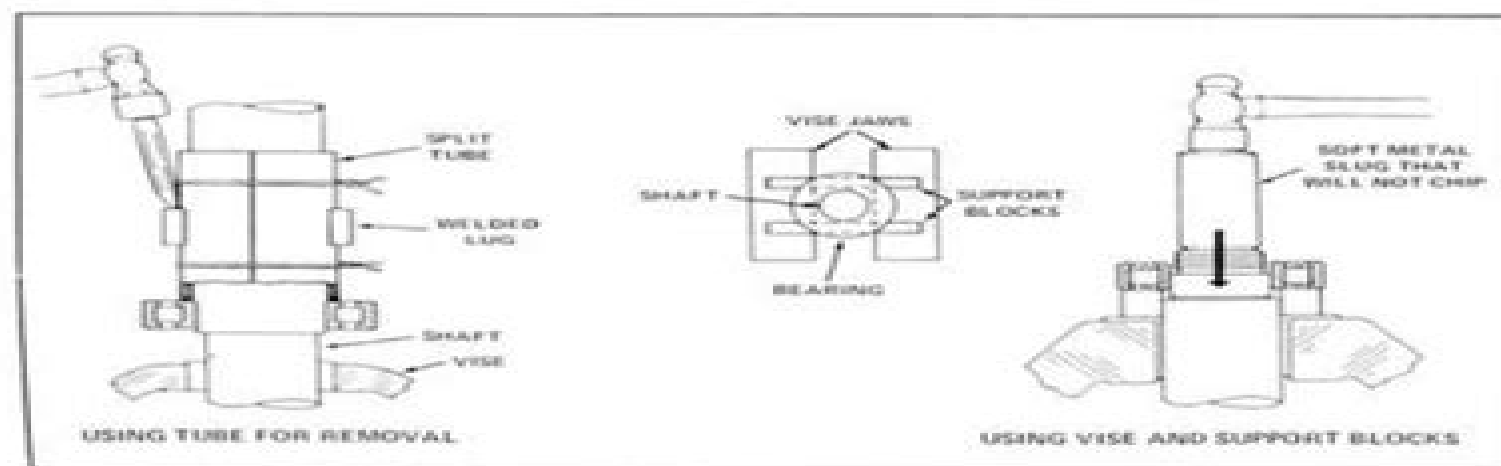 SPLIT
TUBE
WELDED
LUG
SHAFT
VISE
USING TUBE FOR REMOVAL
VISE JAWS
SHAFT
SUPPORT
BLOCKS
BEARING
SOFT METAL
SLUG THAT
WILL NOT CHIP
USING VISE AND SUPPORT BLOCKS